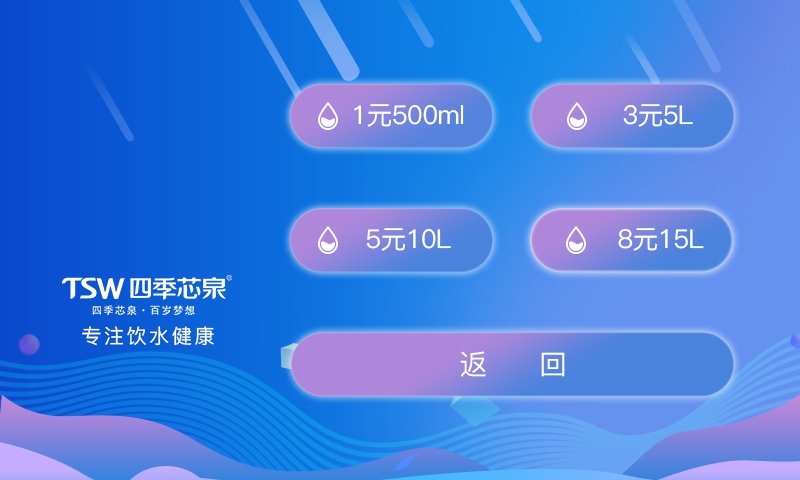 1元500ml
3元5L
5元10L
8元15L
TSW 四季芯泉®
四季芯泉·百岁梦想
专注饮水健康
返 回